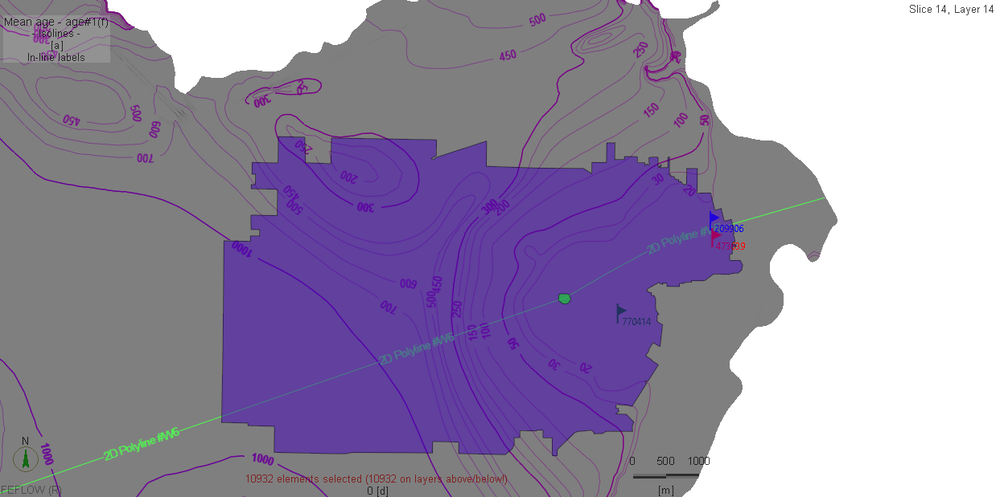 Slice 14, Layer 14
Mean age - age#1(f)
- Isolines -
[a]
In-line labels
500
450
250
300
150
100
50
450
500
600
700
250
200
300
450
500
300
200
30
20
1000
2D Polyline #W6
209906
473639
600
700
500
450
250
150
100
50
770414
2D Polyline #W6
30
20
2D Polyline #W6
N
1000
1000
0 500 1000
[m]
10932 elements selected (10932 on layers above/below!)
0 [d]
FEFLOW (R)